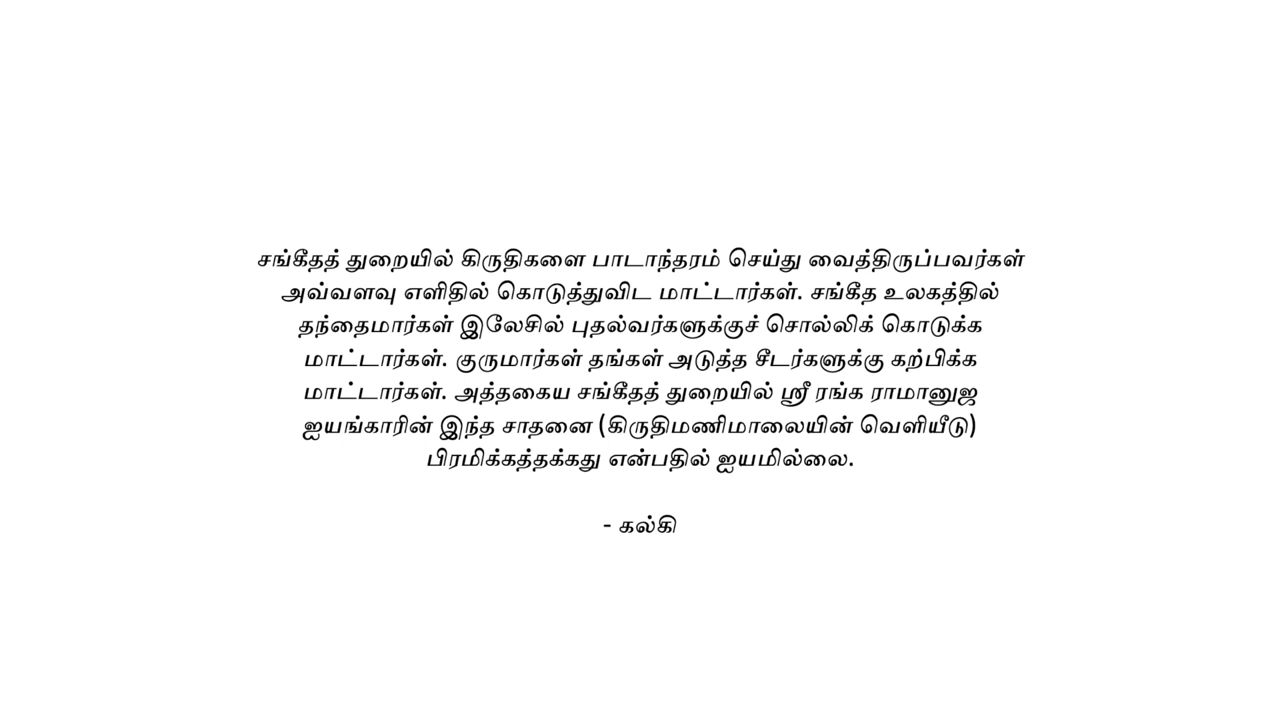 சங்கீதத் துறையில் கிருதிகளை பாடாந்தரம் செய்து வைத்திருப்பவர்கள்
அவ்வளவு எளிதில் கொடுத்துவிட மாட்டார்கள். சங்கீத உலகத்தில்
தந்தைமார்கள் இலேசில் புதல்வர்களுக்குச் சொல்லிக் கொடுக்க
மாட்டார்கள். குருமார்கள் தங்கள் அடுத்த சீடர்களுக்கு கற்பிக்க
மாட்டார்கள். அத்தகைய சங்கீதத் துறையில் ஸ்ரீ ரங்க ராமானுஜ
ஐயங்காரின் இந்த சாதனை (கிருதிமணிமாலையின் வெளியீடு)
பிரமிக்கத்தக்கது என்பதில் ஐயமில்லை.
- கல்கி